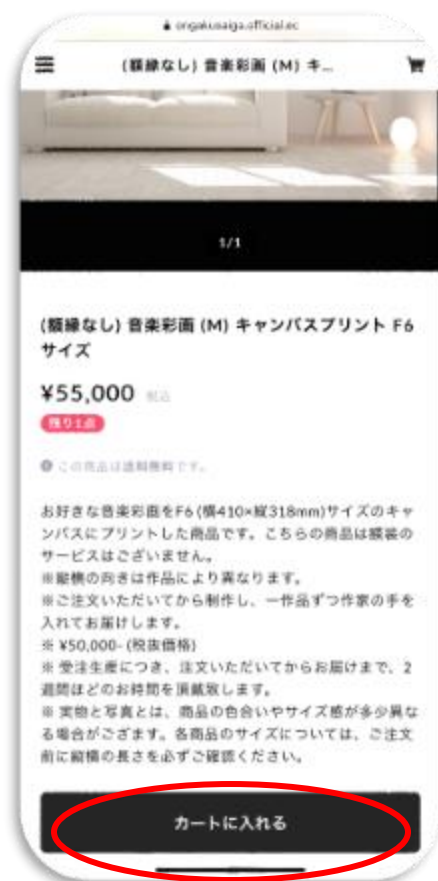 ongakusaiga.official.ec
(額縁なし) 音楽彩画 (M) キ...
1/1
(額縁なし) 音楽彩画 (M) キャンバスプリント F6
サイズ
¥55,000 税込
残り1点
この商品は送料無料です。
お好きな音楽彩画をF6 (横410×縦318mm)サイズのキャ
ンバスにプリントした商品です。こちらの商品は額装の
サービスはございません。
※縦横の向きは作品により異なります。
※ご注文いただいてから制作し、一作品ずつ作家の手を
入れてお届けします。
※ ¥50,000- (税抜価格)
※ 受注生産につき、注文いただいてからお届けまで、2
週間ほどのお時間を頂戴致します。
※ 実物と写真とは、商品の色合いやサイズ感が多少異な
る場合がござます。各商品のサイズについては、ご注文
前に縦横の長さを必ずご確認ください。
カートに入れる